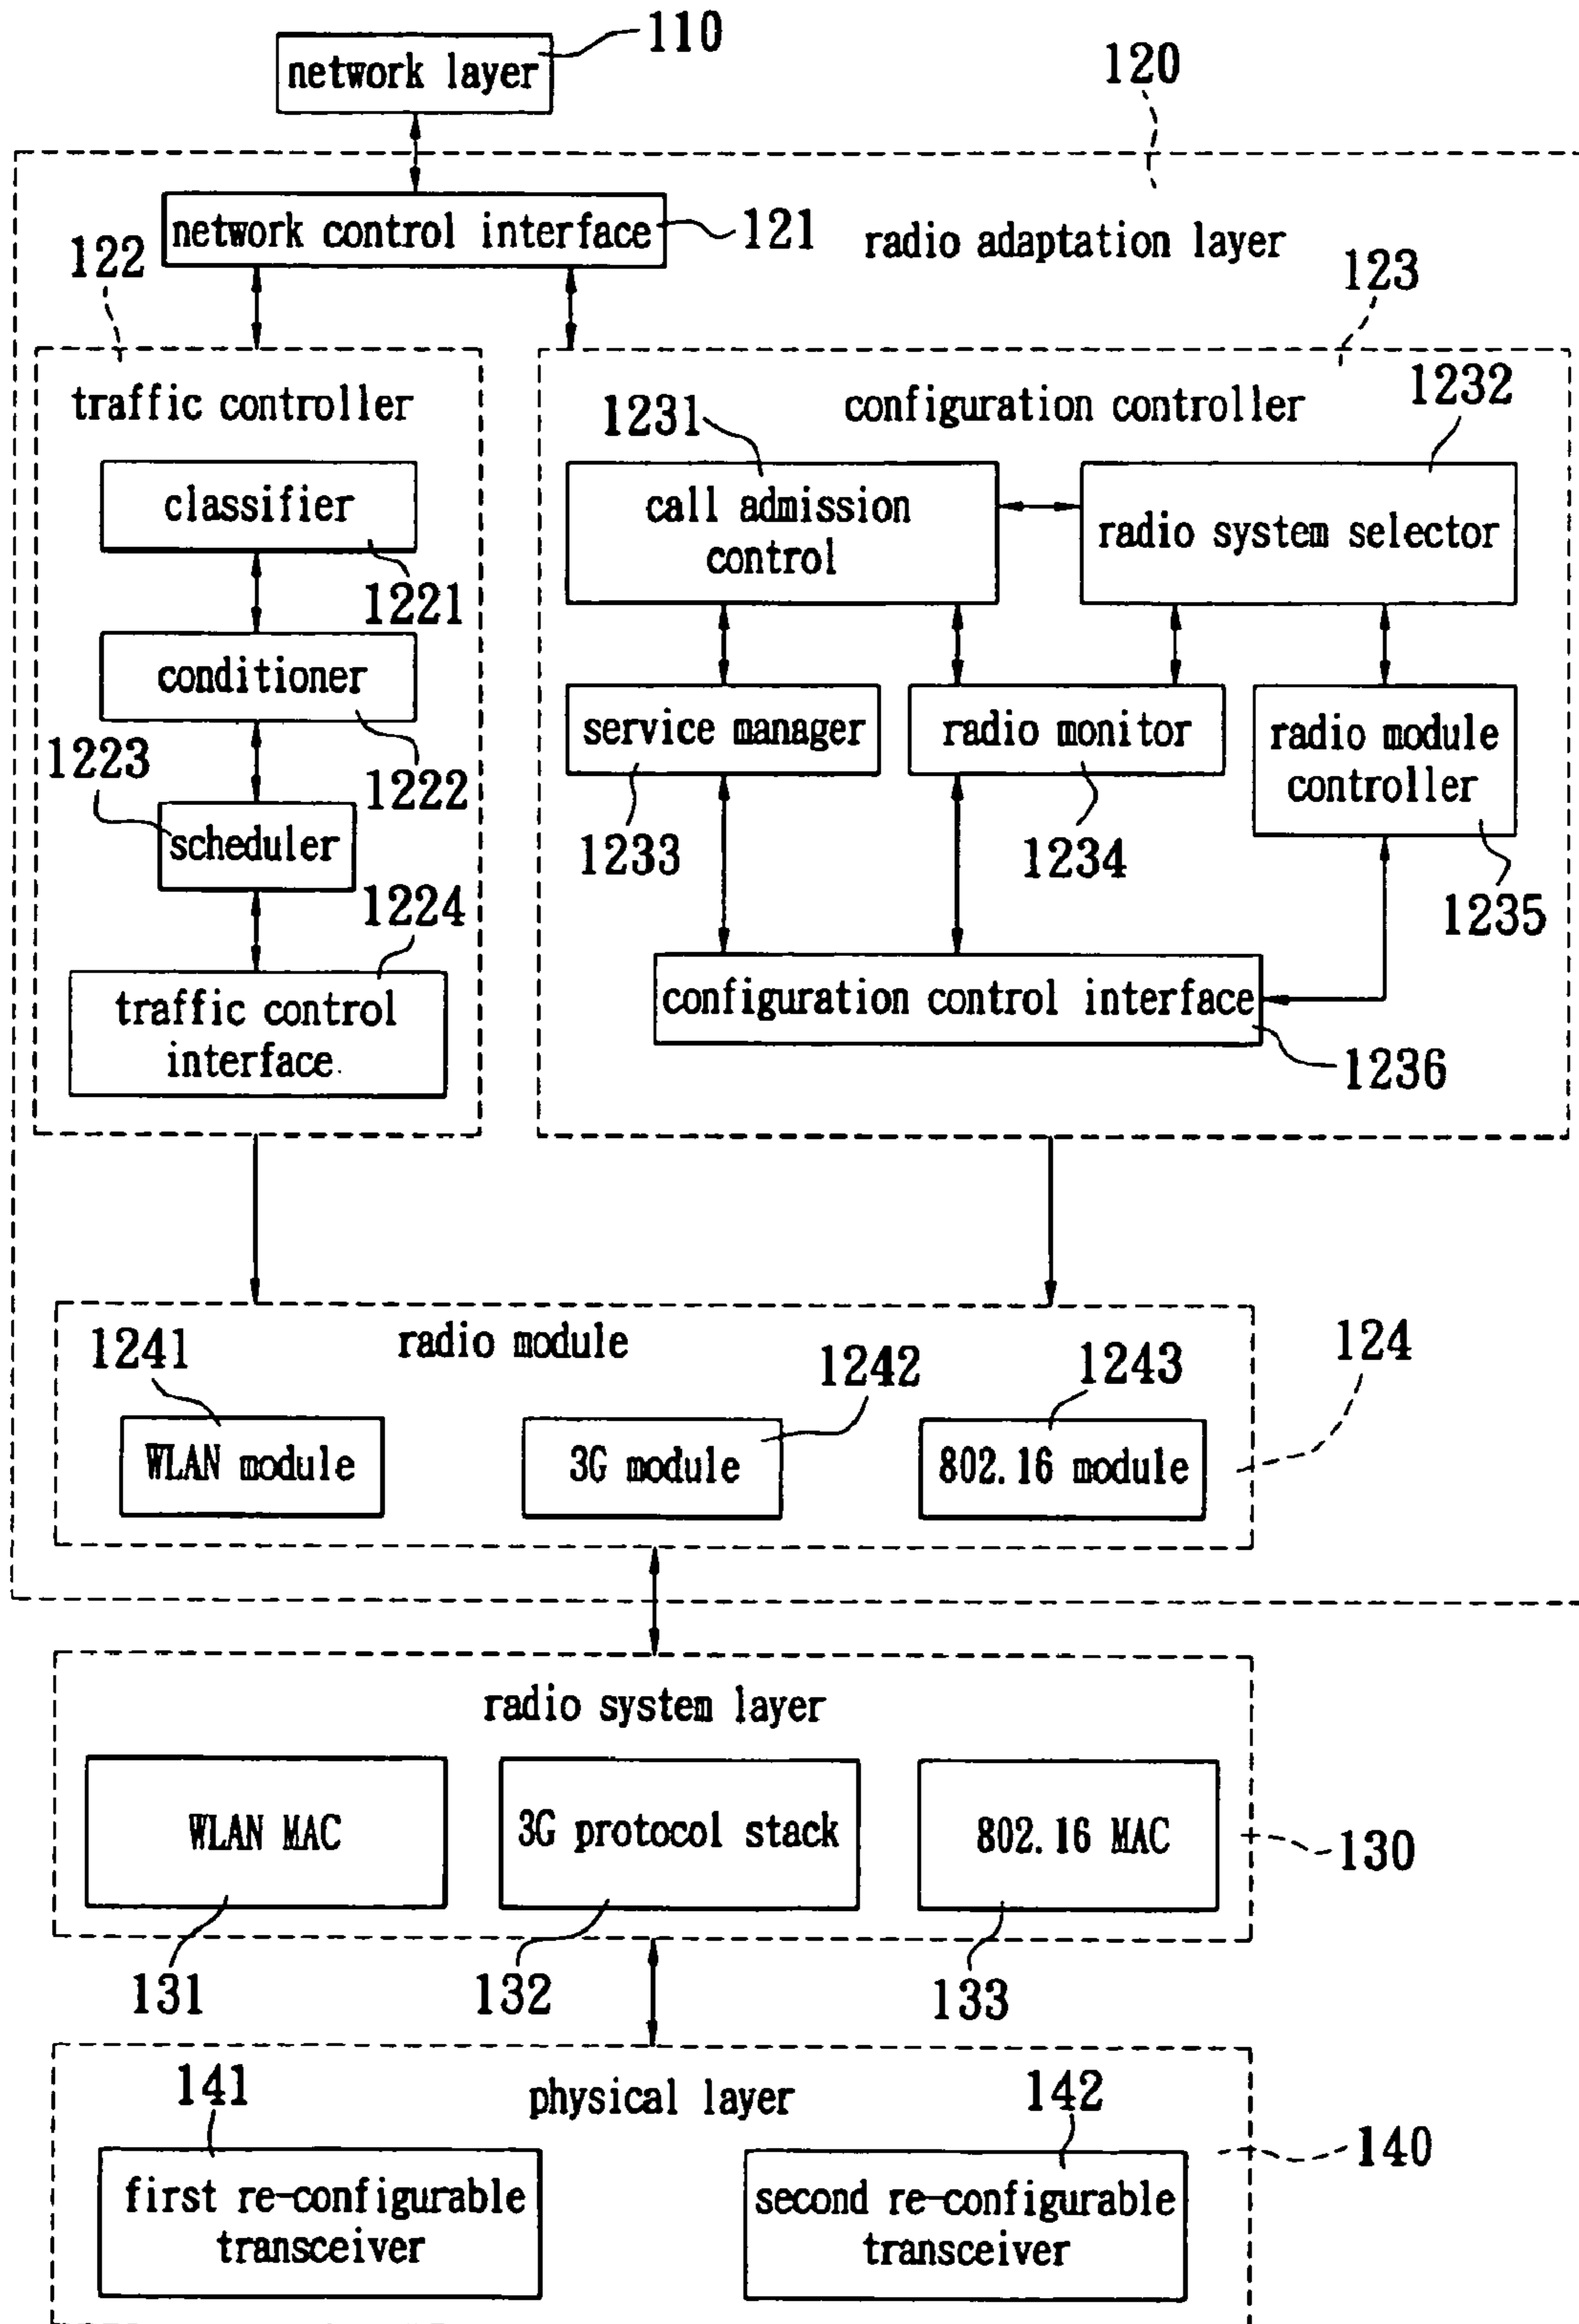 network layer
110
120
network control interface
121
radio adaptation layer
122
123
traffic controller
configuration controller
1231
1232
classifier
1221
call admission
control
radio system selector
conditioner
1222
service manager
1233
radio monitor
1234
radio module
controller
1235
1223
scheduler
1224
traffic control
interface
configuration control interface
1236
radio module
124
1241
1242
1243
WLAN module
3G module
802.16 module
radio system layer
WLAN MAC
3G protocol stack
802.16 MAC
130
131
132
133
physical layer
141
142
140
first re-configurable
transceiver
second re-configurable
transceiver